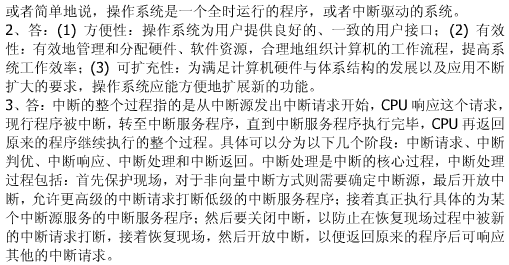 或者简单地说，操作系统是一个全时运行的程序，或者中断驱动的系统。
2、答：(1) 方便性：操作系统为用户提供良好的、一致的用户接口；(2) 有效
性：有效地管理和分配硬件、软件资源，合理地组织计算机的工作流程，提高系
统工作效率；(3) 可扩充性：为满足计算机硬件与体系结构的发展以及应用不断
扩大的要求，操作系统应能方便地扩展新的功能。
3、答：中断的整个过程指的是从中断源发出中断请求开始，CPU 响应这个请求，
现行程序被中断，转至中断服务程序，直到中断服务程序执行完毕，CPU 再返回
原来的程序继续执行的整个过程。具体可以分为以下几个阶段：中断请求、中断
判优、中断响应、中断处理和中断返回。中断处理是中断的核心过程，中断处理
过程包括：首先保护现场，对于非向量中断方式则需要确定中断源，最后开放中
断，允许更高级的中断请求打断低级的中断服务程序；接着真正执行具体的为某
个中断源服务的中断服务程序；然后要关闭中断，以防止在恢复现场过程中被新
的中断请求打断，接着恢复现场，然后开放中断，以便返回原来的程序后可响应
其他的中断请求。